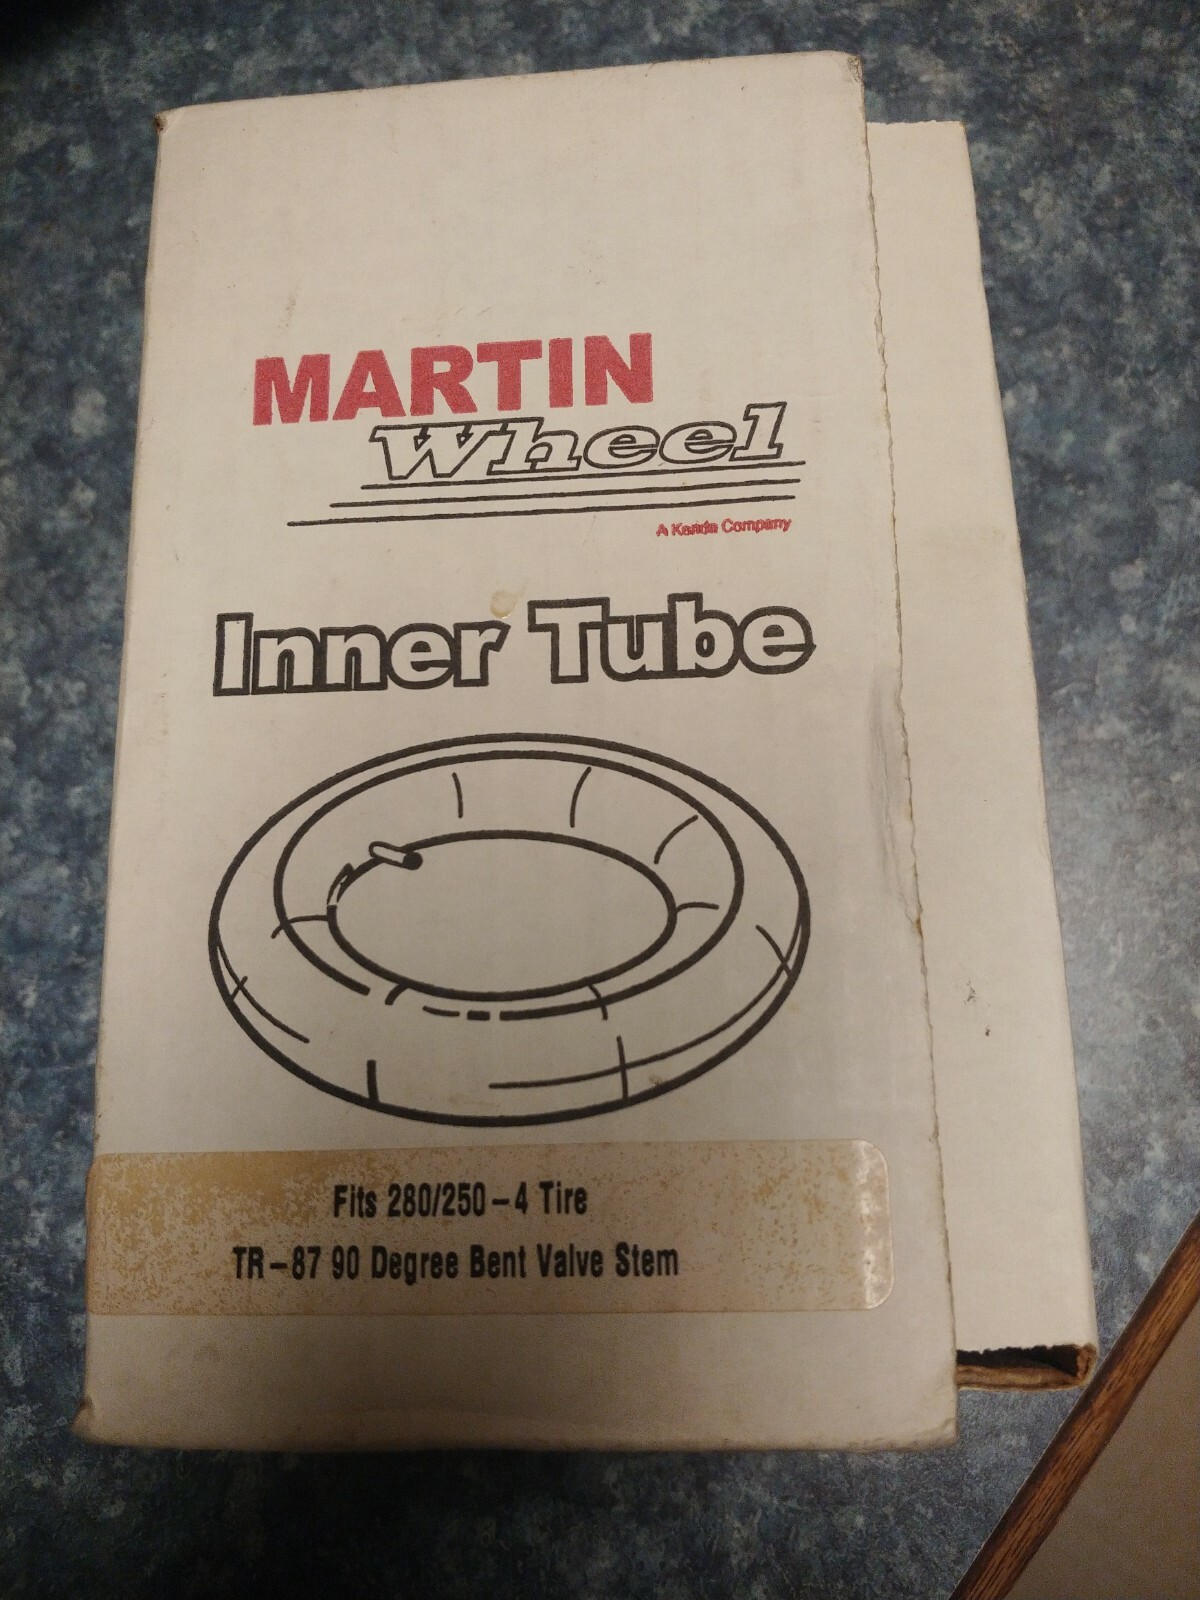 MARTIN
Wheel
A Kenda Company
Inner Tube
Fits 280/250-4 Tire
TR-87 90 Degree Bent Valve Stem